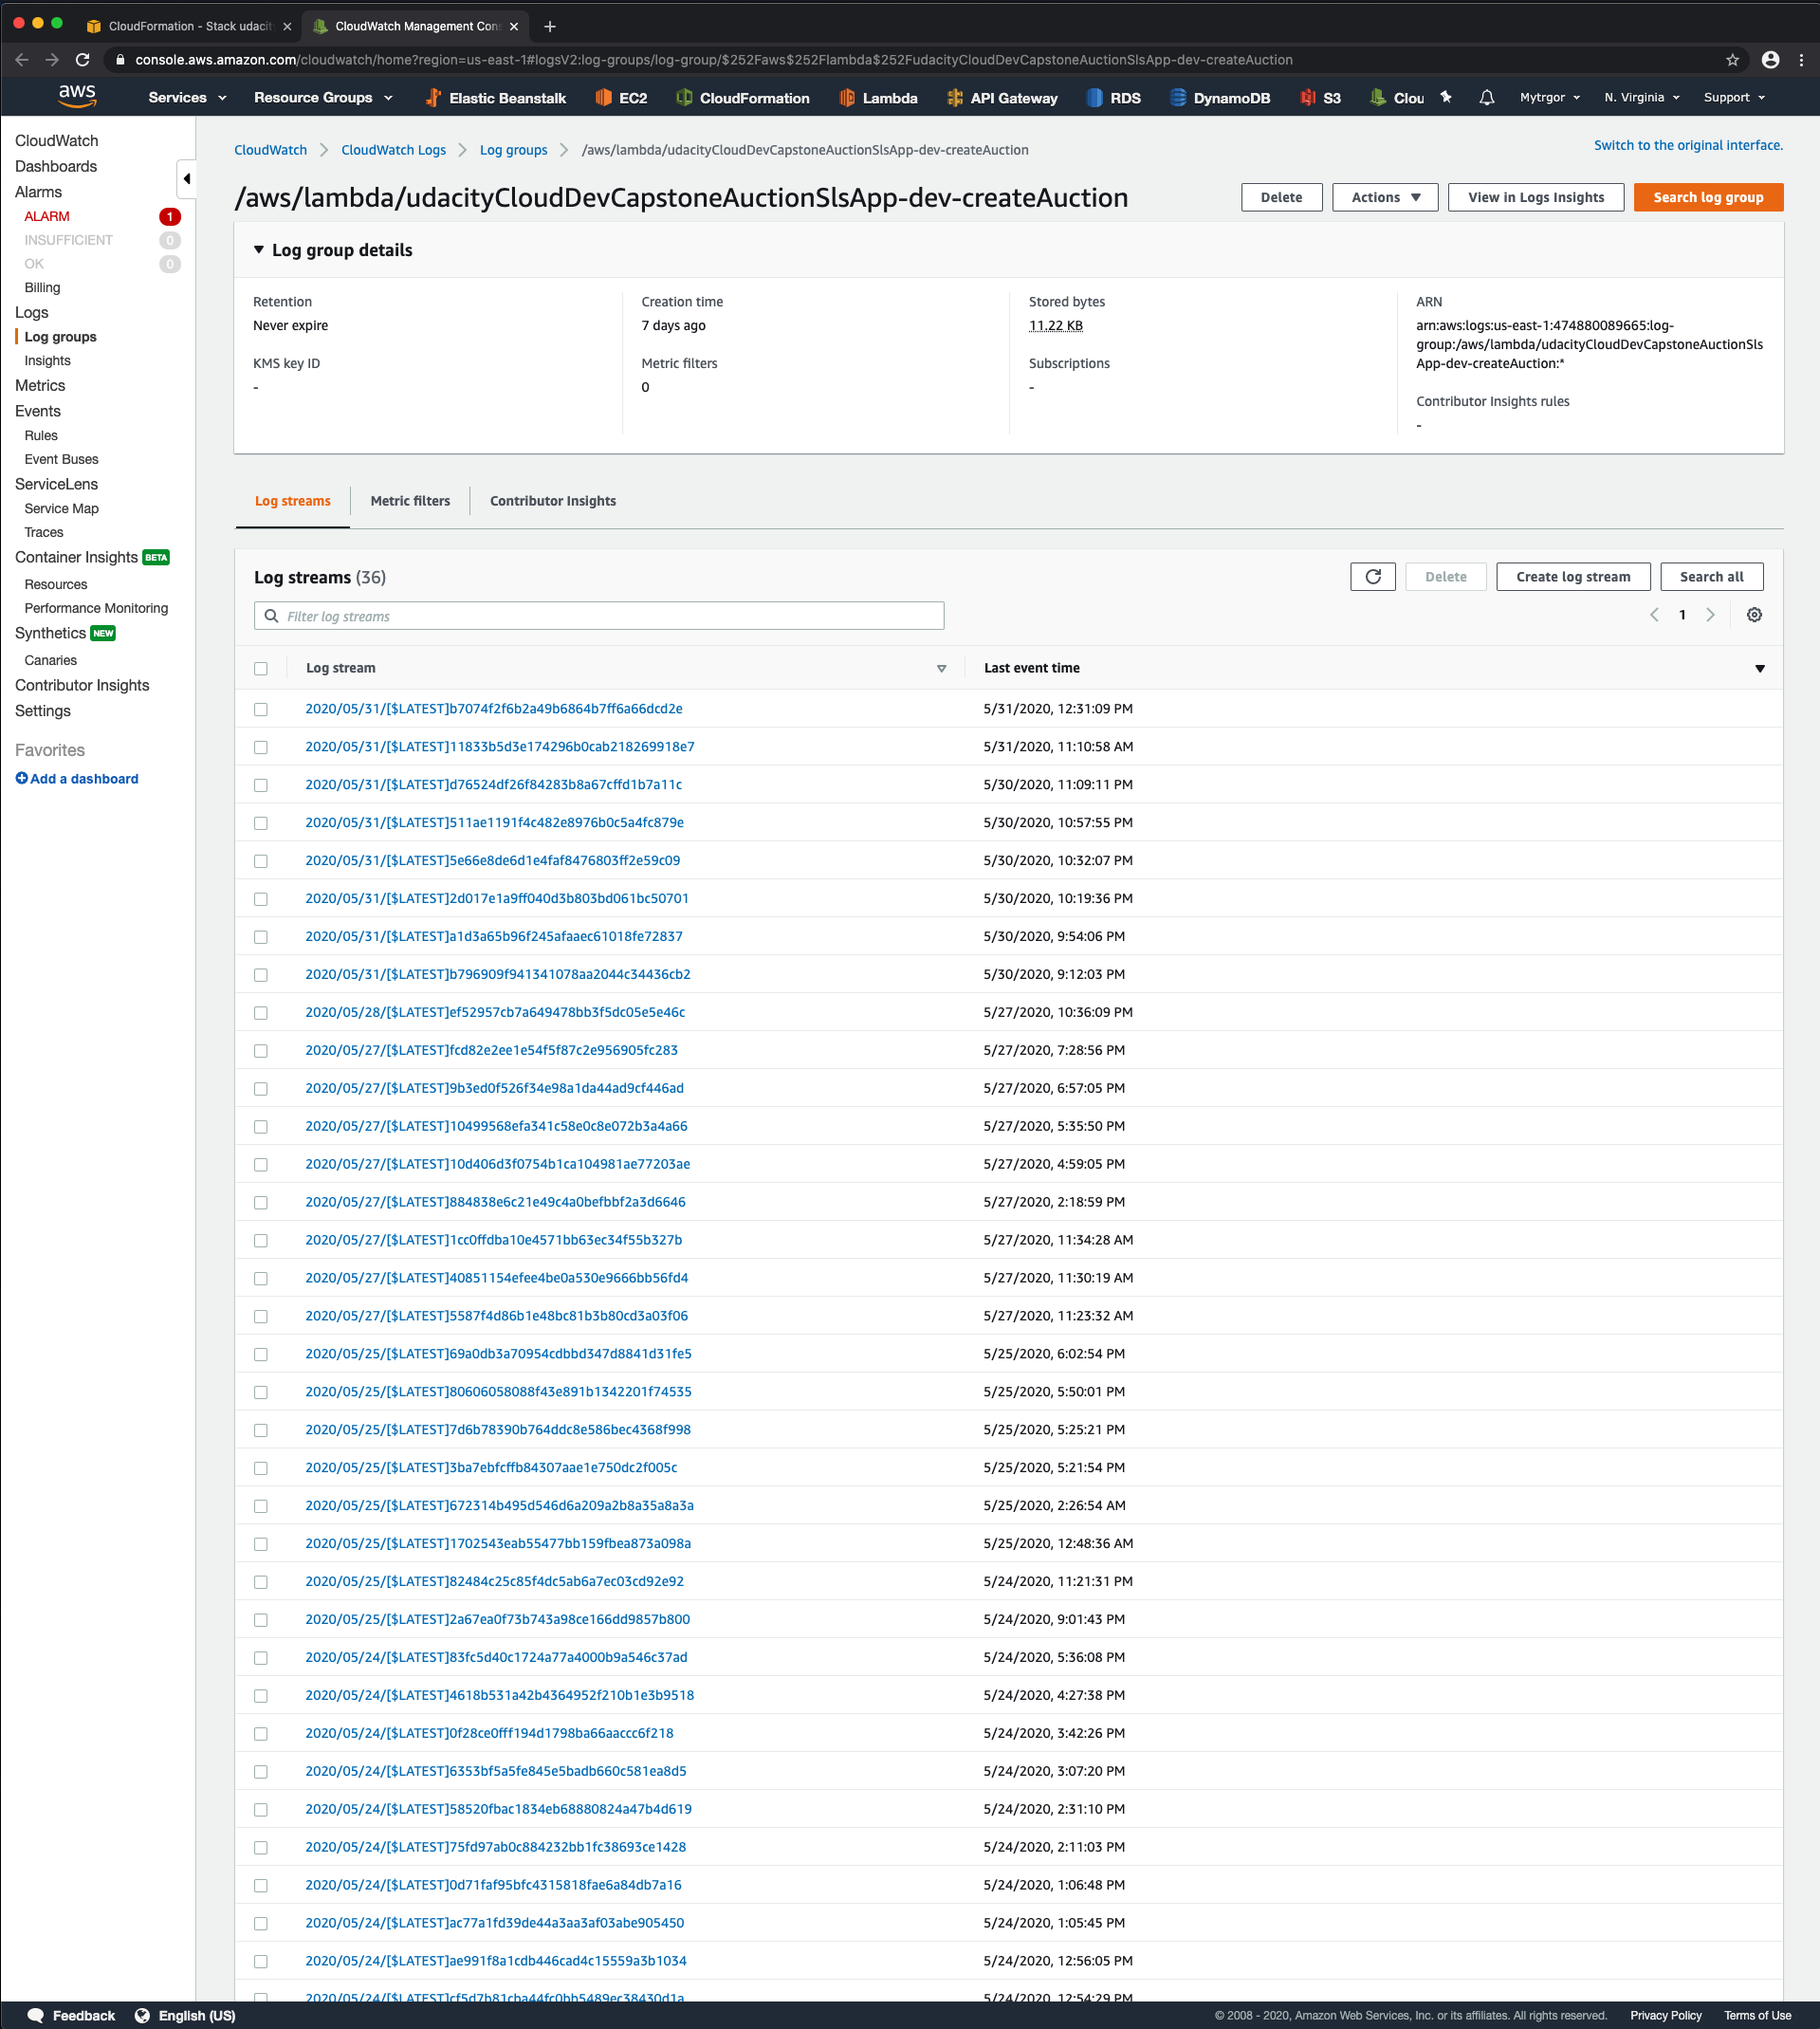 CloudFormation - Stack udacit
CloudWatch Management Con
console.aws.amazon.com/cloudwatch/home?region=us-east-1#logsV2:log-groups/log-group/$252Faws$252Flambda$252FudacityCloudDevCapstoneAuctionSlsApp-dev-createAuction
aws Services Resource Groups Elastic Beanstalk EC2 CloudFormation Lambda API Gateway RDS DynamoDB S3 Clou Mytrgor N. Virginia Support
CloudWatch
Dashboards
Alarms
ALARM 1
INSUFFICIENT 0
OK 0
Billing
Logs
Log groups
Insights
Metrics
Events
Rules
Event Buses
ServiceLens
Service Map
Traces
Container Insights BETA
Resources
Performance Monitoring
Synthetics NEW
Canaries
Contributor Insights
Settings
Favorites
Add a dashboard
CloudWatch CloudWatch Logs Log groups /aws/lambda/udacityCloudDevCapstoneAuctionSlsApp-dev-createAuction
Switch to the original interface.
/aws/lambda/udacityCloudDevCapstoneAuctionSlsApp-dev-createAuction
Delete Actions View in Logs Insights Search log group
Log group details
Retention
Never expire
KMS key ID
-
Creation time
7 days ago
Metric filters
0
Stored bytes
11.22 KB
Subscriptions
-
ARN
arn:aws:logs:us-east-1:474880089665:log-
group:/aws/lambda/udacityCloudDevCapstoneAuctionSls
App-dev-createAuction:*
Contributor Insights rules
-
Log streams Metric filters Contributor Insights
Log streams (36)
Delete Create log stream Search all
Filter log streams
1
Log stream Last event time
2020/05/31/[$LATEST]b7074f2f6b2a49b6864b7ff6a66dcd2e 5/31/2020, 12:31:09 PM
2020/05/31/[$LATEST]11833b5d3e174296b0cab218269918e7 5/31/2020, 11:10:58 AM
2020/05/31/[$LATEST]d76524df26f84283b8a67cffd1b7a11c 5/30/2020, 11:09:11 PM
2020/05/31/[$LATEST]511ae1191f4c482e8976b0c5a4fc879e 5/30/2020, 10:57:55 PM
2020/05/31/[$LATEST]5e66e8de6d1e4faf8476803ff2e59c09 5/30/2020, 10:32:07 PM
2020/05/31/[$LATEST]2d017e1a9ff040d3b803bd061bc50701 5/30/2020, 10:19:36 PM
2020/05/31/[$LATEST]a1d3a65b96f245afaaec61018fe72837 5/30/2020, 9:54:06 PM
2020/05/31/[$LATEST]b796909f941341078aa2044c34436cb2 5/30/2020, 9:12:03 PM
2020/05/28/[$LATEST]ef52957cb7a649478bb3f5dc05e5e46c 5/27/2020, 10:36:09 PM
2020/05/27/[$LATEST]fcd82e2ee1e54f5f87c2e956905fc283 5/27/2020, 7:28:56 PM
2020/05/27/[$LATEST]9b3ed0f526f34e98a1da44ad9cf446ad 5/27/2020, 6:57:05 PM
2020/05/27/[$LATEST]10499568efa341c58e0c8e072b3a4a66 5/27/2020, 5:35:50 PM
2020/05/27/[$LATEST]10d406d3f0754b1ca104981ae77203ae 5/27/2020, 4:59:05 PM
2020/05/27/[$LATEST]884838e6c21e49c4a0befbbf2a3d6646 5/27/2020, 2:18:59 PM
2020/05/27/[$LATEST]1cc0ffdba10e4571bb63ec34f55b327b 5/27/2020, 11:34:28 AM
2020/05/27/[$LATEST]40851154efee4be0a530e9666bb56fd4 5/27/2020, 11:30:19 AM
2020/05/27/[$LATEST]5587f4d86b1e48bc81b3b80cd3a03f06 5/27/2020, 11:23:32 AM
2020/05/25/[$LATEST]69a0db3a70954cdbbd347d8841d31fe5 5/25/2020, 6:02:54 PM
2020/05/25/[$LATEST]80606058088f43e891b1342201f74535 5/25/2020, 5:50:01 PM
2020/05/25/[$LATEST]7d6b78390b764ddc8e586bec4368f998 5/25/2020, 5:25:21 PM
2020/05/25/[$LATEST]3ba7ebfcffb84307aae1e750dc2f005c 5/25/2020, 5:21:54 PM
2020/05/25/[$LATEST]672314b495d546d6a209a2b8a35a8a3a 5/25/2020, 2:26:54 AM
2020/05/25/[$LATEST]1702543eab55477bb159fbea873a098a 5/25/2020, 12:48:36 AM
2020/05/25/[$LATEST]82484c25c85f4dc5ab6a7ec03cd92e92 5/24/2020, 11:21:31 PM
2020/05/25/[$LATEST]2a67ea0f73b743a98ce166dd9857b800 5/24/2020, 9:01:43 PM
2020/05/24/[$LATEST]83fc5d40c1724a77a4000b9a546c37ad 5/24/2020, 5:36:08 PM
2020/05/24/[$LATEST]4618b531a42b4364952f210b1e3b9518 5/24/2020, 4:27:38 PM
2020/05/24/[$LATEST]0f28ce0fff194d1798ba66aaccc6f218 5/24/2020, 3:42:26 PM
2020/05/24/[$LATEST]6353bf5a5fe845e5badb660c581ea8d5 5/24/2020, 3:07:20 PM
2020/05/24/[$LATEST]58520fbac1834eb68880824a47b4d619 5/24/2020, 2:31:10 PM
2020/05/24/[$LATEST]75fd97ab0c884232bb1fc38693ce1428 5/24/2020, 2:11:03 PM
2020/05/24/[$LATEST]0d71faf95bfc4315818fae6a84db7a16 5/24/2020, 1:06:48 PM
2020/05/24/[$LATEST]ac77a1fd39de44a3aa3af03abe905450 5/24/2020, 1:05:45 PM
2020/05/24/[$LATEST]ae991f8a1cdb446cad4c15559a3b1034 5/24/2020, 12:56:05 PM
2020/05/24/[$LATEST]cf5d7b81cba44fc0bb5489ec38430d1a 5/24/2020, 12:54:29 PM
Feedback English (US) © 2008 - 2020, Amazon Web Services, Inc. or its affiliates. All rights reserved. Privacy Policy Terms of Use